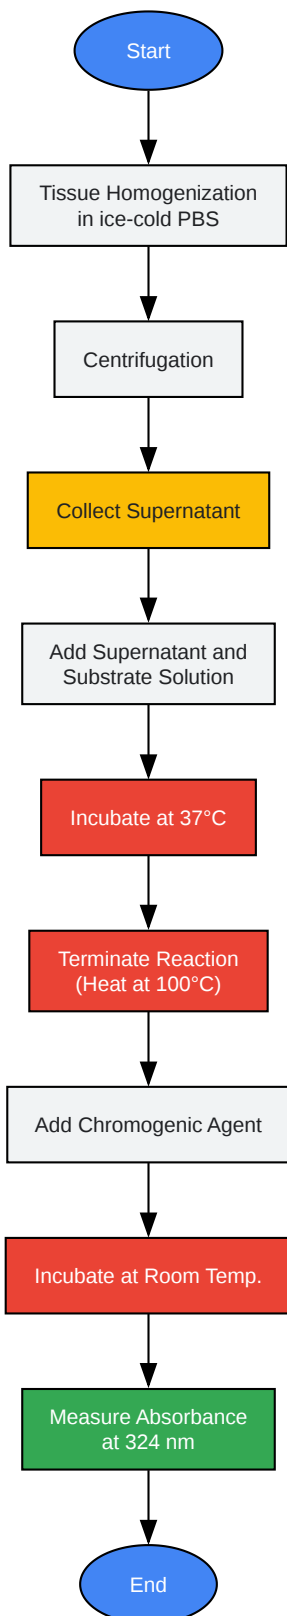 Start
Tissue Homogenization
in ice-cold PBS
Centrifugation
Collect Supernatant
Add Supernatant and
Substrate Solution
Incubate at 37°C
Terminate Reaction
(Heat at 100°C)
Add Chromogenic Agent
Incubate at Room Temp.
Measure Absorbance
at 324 nm
End